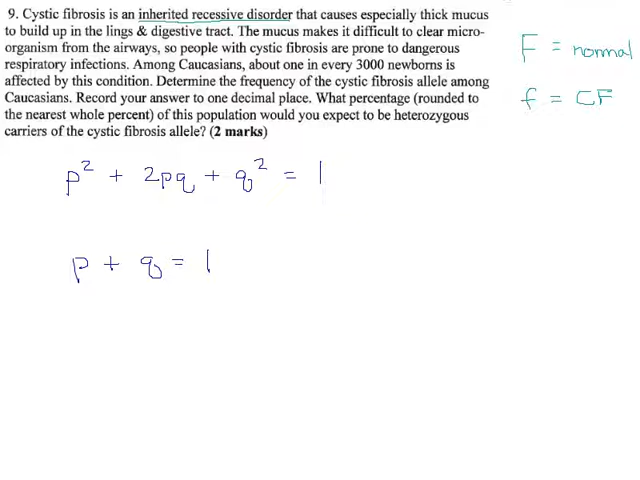 9. Cystic fibrosis is an inherited recessive disorder that causes especially thick mucus
to build up in the lings & digestive tract. The mucus makes it difficult to clear micro-
organism from the airways, so people with cystic fibrosis are prone to dangerous
respiratory infections. Among Caucasians, about one in every 3000 newborns is
affected by this condition. Determine the frequency of the cystic fibrosis allele among
Caucasians. Record your answer to one decimal place. What percentage (rounded to
the nearest whole percent) of this population would you expect to be heterozygous
carriers of the cystic fibrosis allele? (2 marks)
F = normal
f = CF
p² + 2pq + q² = 1
p + q = 1